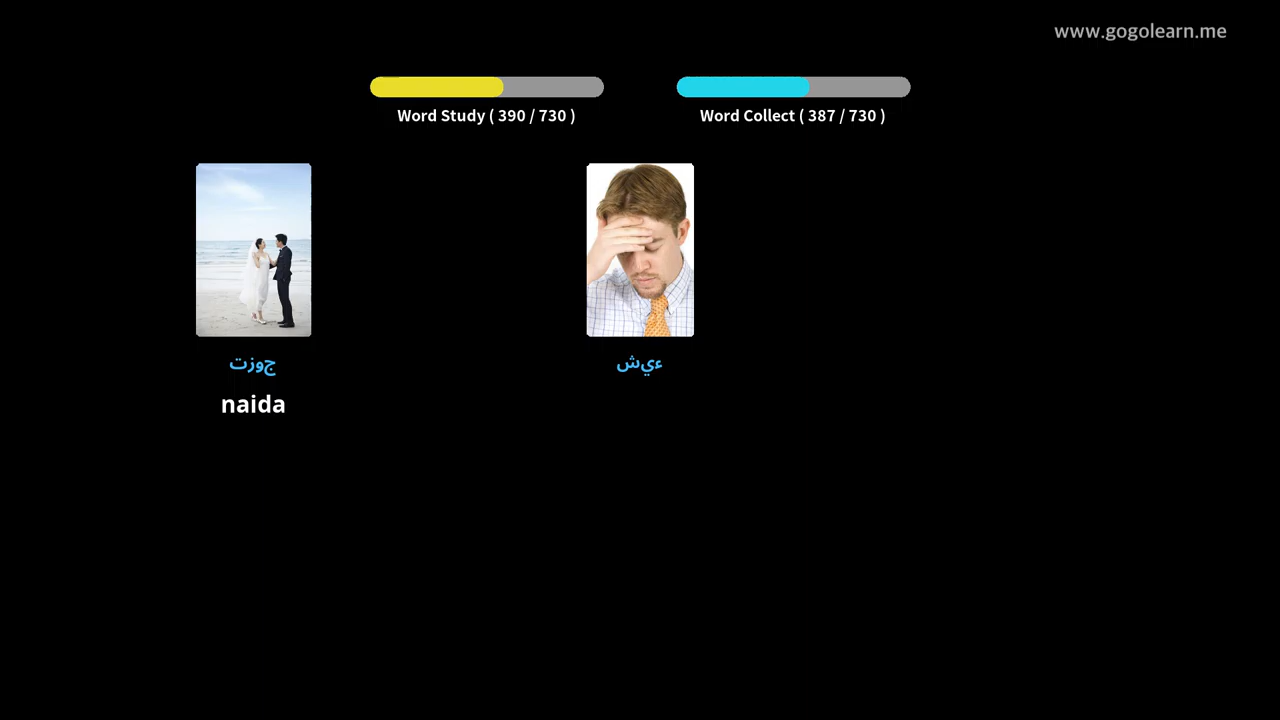 www.gogolearn.me
Word Study ( 390 / 730 )
Word Collect ( 387 / 730 )
جوزت
naida
ءيش